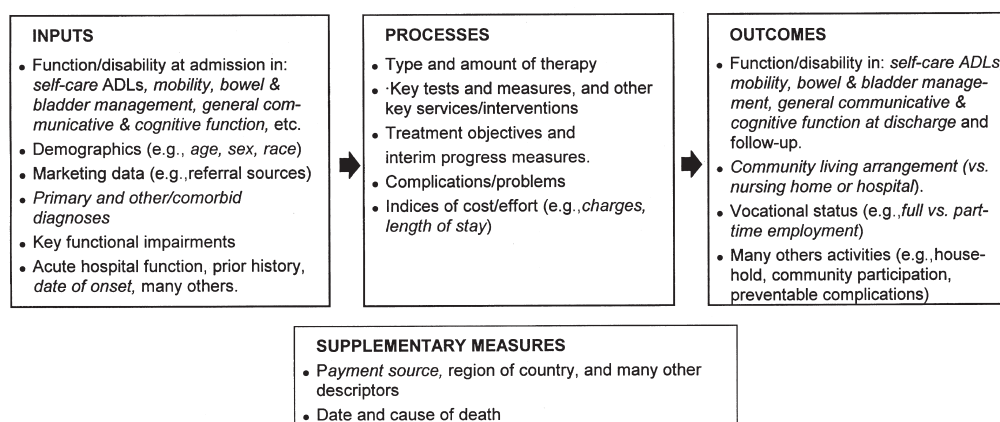 INPUTS
• Function/disability at admission in:
self-care ADLs, mobility, bowel &
bladder management, general com-
municative & cognitive function, etc.
• Demographics (e.g., age, sex, race)
• Marketing data (e.g.,referral sources)
• Primary and other/comorbid
diagnoses
• Key functional impairments
• Acute hospital function, prior history,
date of onset, many others.
PROCESSES
• Type and amount of therapy
• ·Key tests and measures, and other
key services/interventions
• Treatment objectives and
interim progress measures.
• Complications/problems
• Indices of cost/effort (e.g.,charges,
length of stay)
OUTCOMES
• Function/disability in: self-care ADLs
mobility, bowel & bladder manage-
ment, general communicative &
cognitive function at discharge and
follow-up.
• Community living arrangement (vs.
nursing home or hospital).
• Vocational status (e.g.,full vs. part-
time employment)
• Many others activities (e.g.,house-
hold, community participation,
preventable complications)
SUPPLEMENTARY MEASURES
• Payment source, region of country, and many other
descriptors
• Date and cause of death